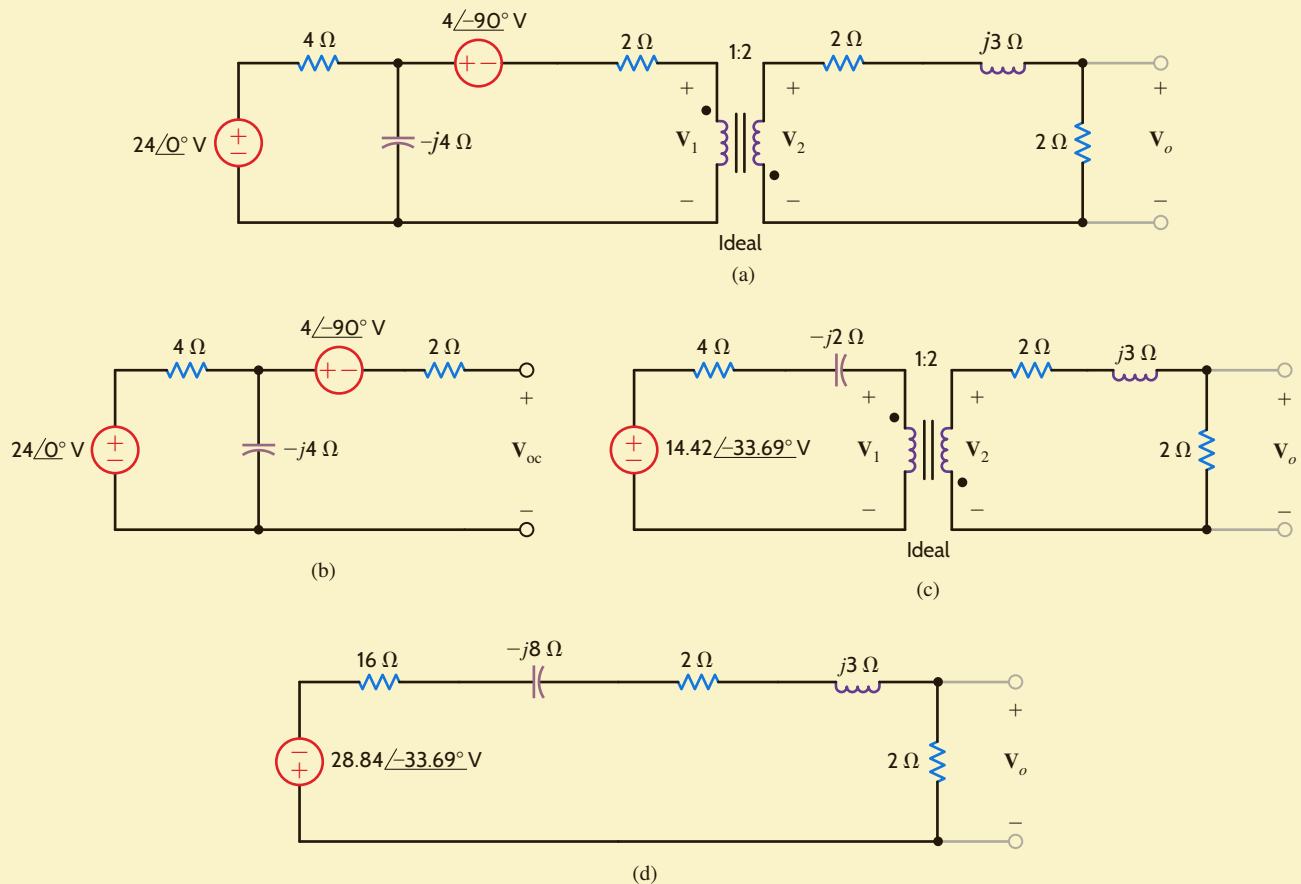 4/–90° V
4 Ω
2 Ω
1:2
2 Ω
j3 Ω
+ −
+
+
+
24/0° V
+
−
−j4 Ω
V1
V2
2 Ω
Vo
−
−
−
Ideal
(a)
4/–90° V
4 Ω
2 Ω
+ −
+
24/0° V
+
−
−j4 Ω
Voc
−
(b)
4 Ω
−j2 Ω
1:2
2 Ω
j3 Ω
+
+
+
+
−
14.42/–33.69° V
V1
V2
2 Ω
Vo
−
−
−
Ideal
(c)
16 Ω
−j8 Ω
2 Ω
j3 Ω
+
−
+
28.84/–33.69° V
2 Ω
Vo
−
(d)